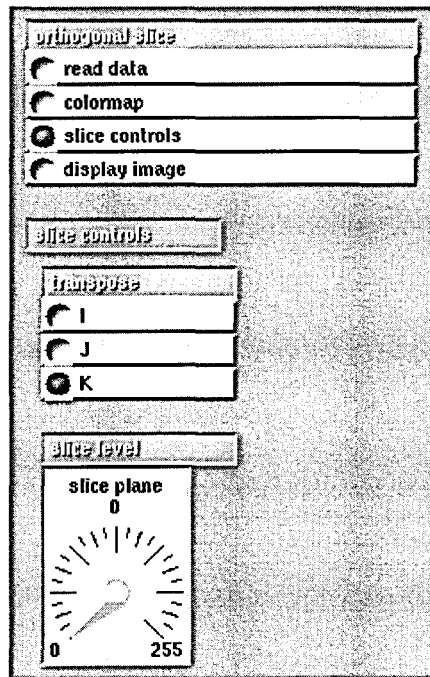 orthogonal slice
read data
colormap
slice controls
display image
slice controls
transpose
I
J
K
slice level
slice plane
0
0 255